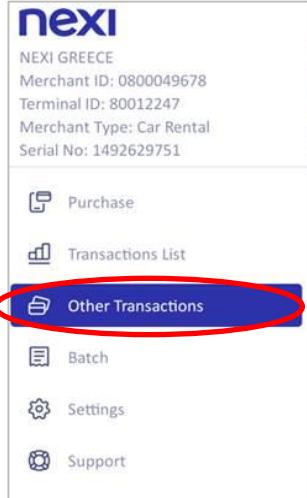 nexi
NEXI GREECE
Merchant ID: 0800049678
Terminal ID: 80012247
Merchant Type: Car Rental
Serial No: 1492629751
Purchase
Transactions List
Other Transactions
Batch
Settings
Support